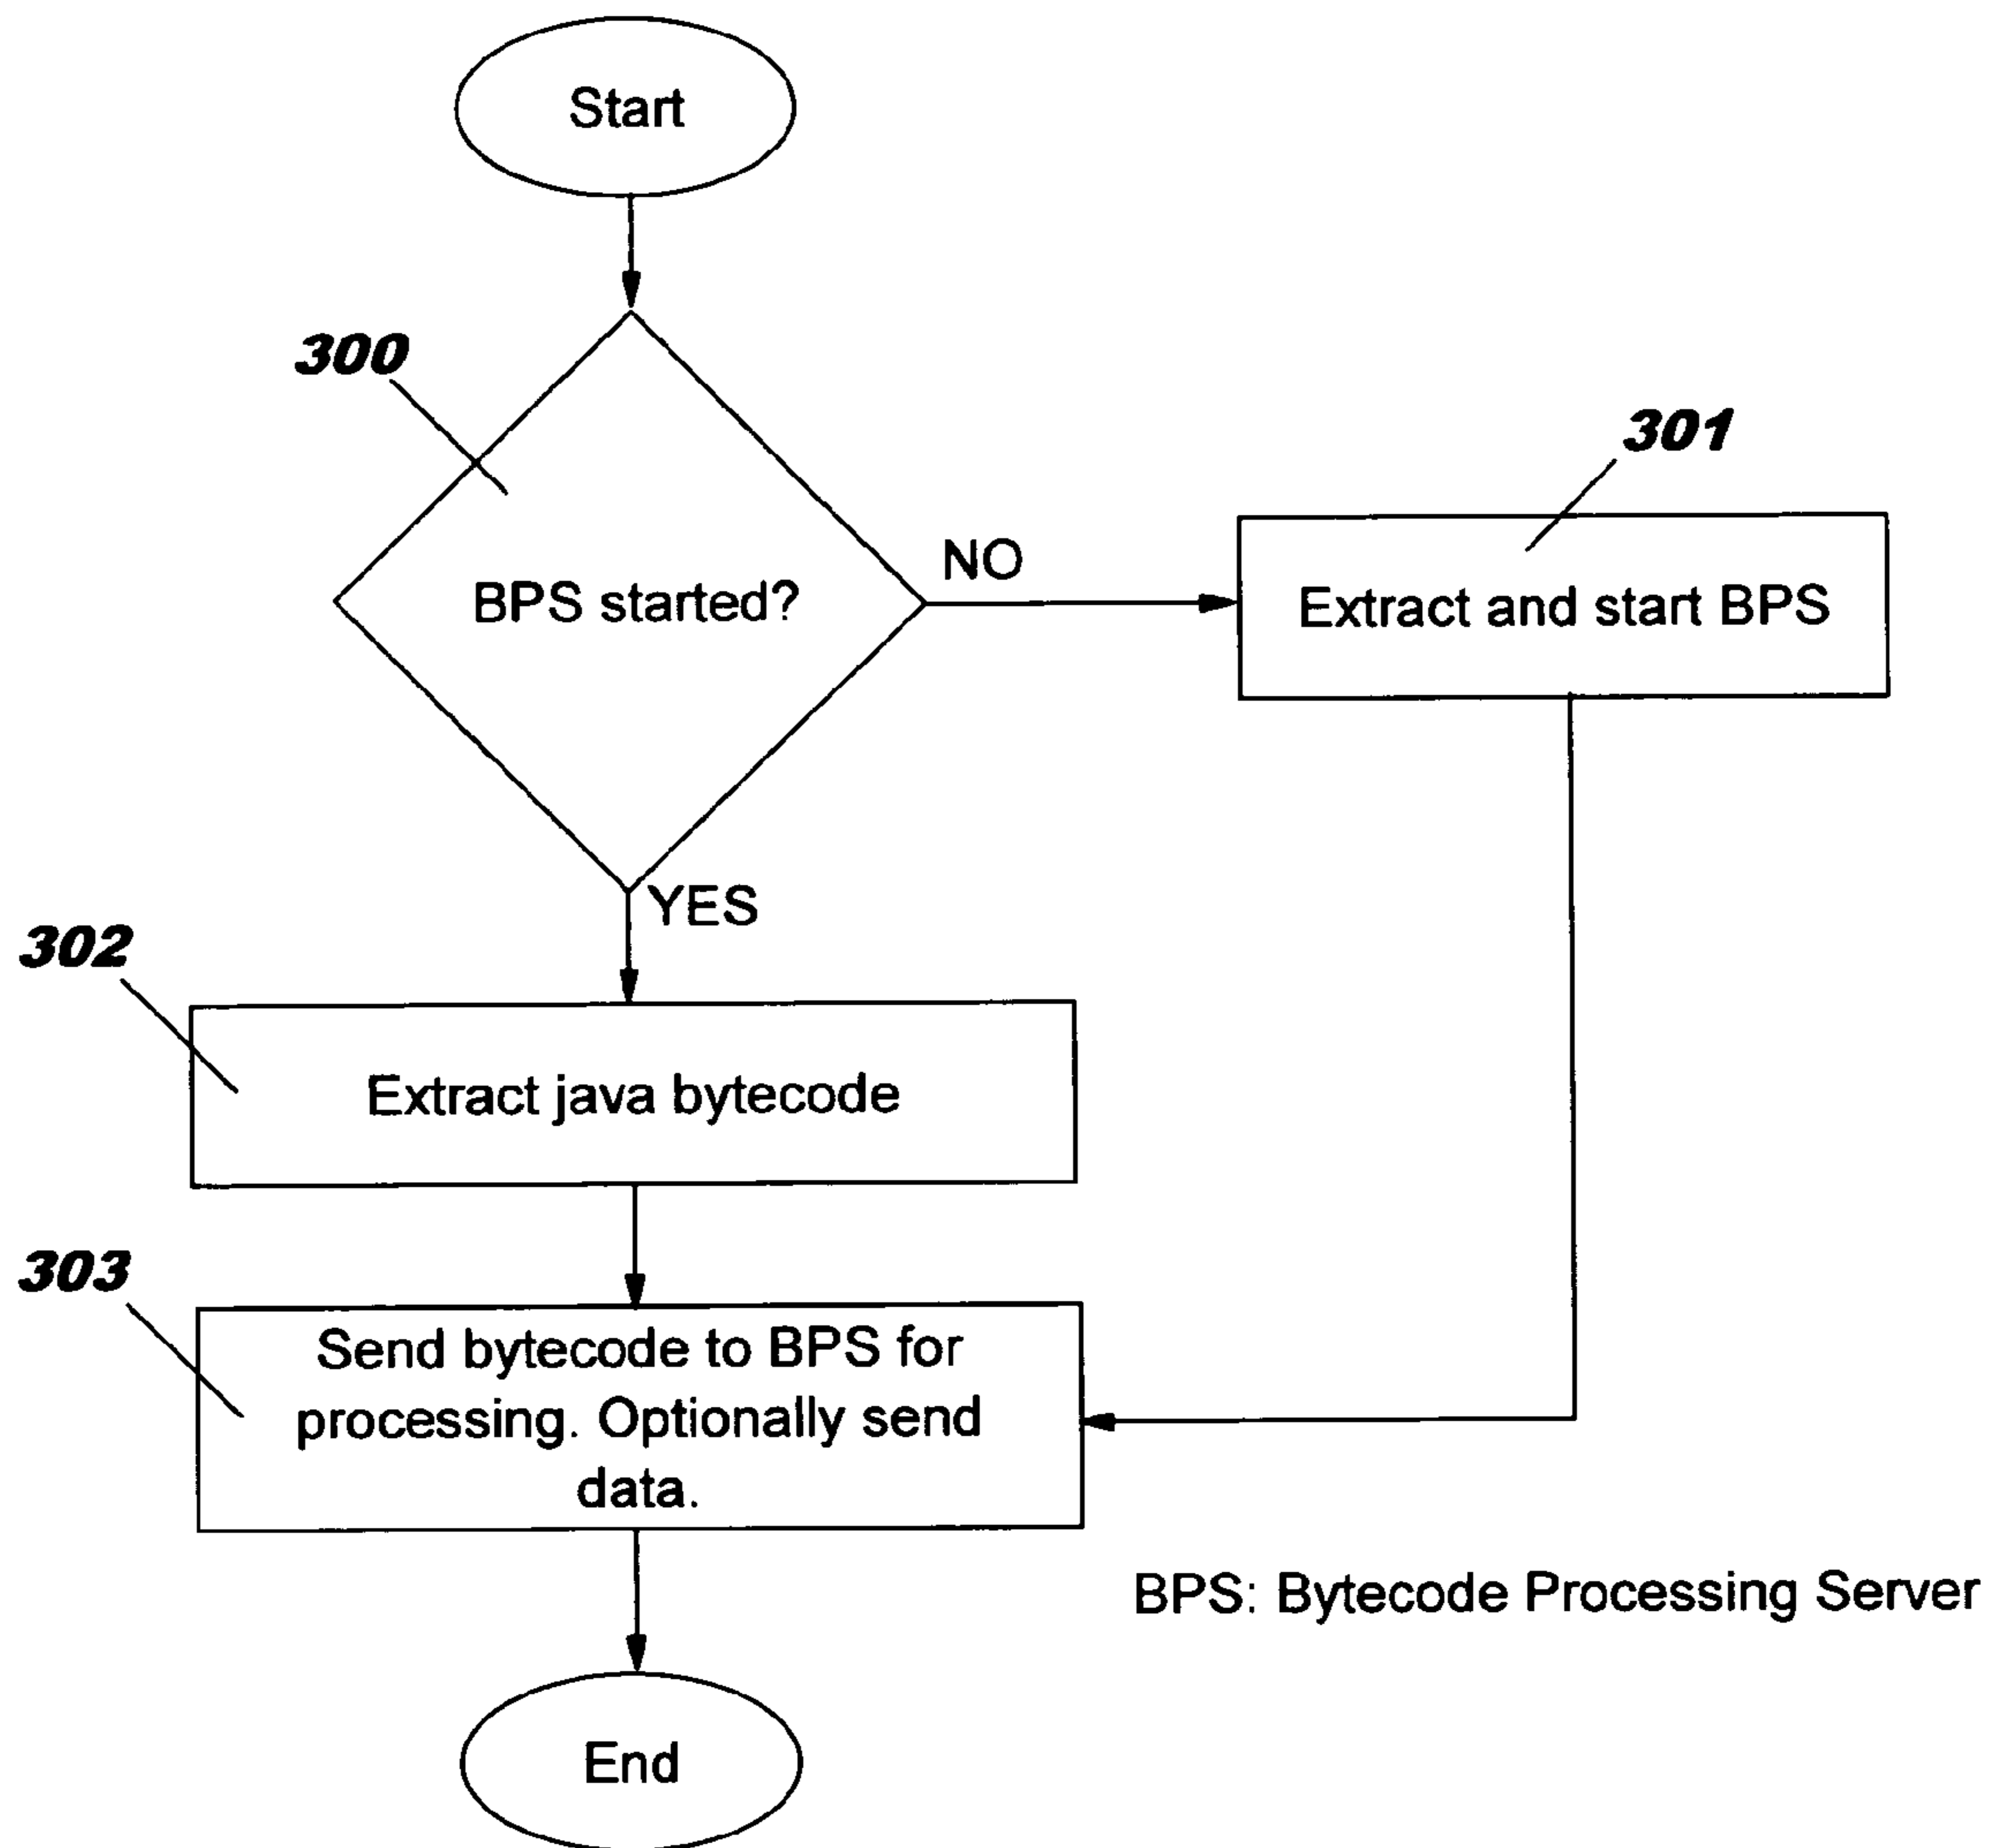 Start
300
BPS started?
NO
301
Extract and start BPS
YES
302
Extract java bytecode
303
Send bytecode to BPS for
processing. Optionally send
data.
BPS: Bytecode Processing Server
End